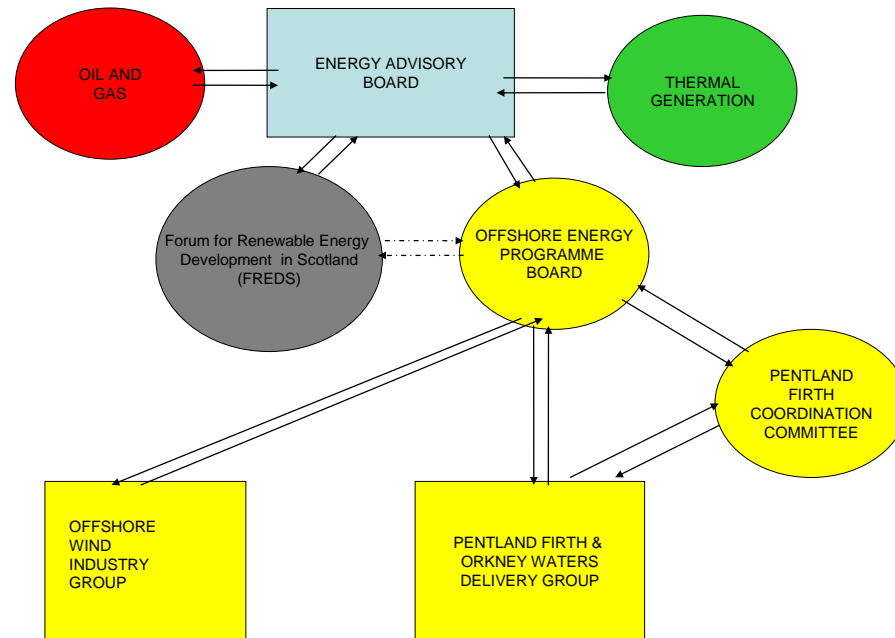 OIL AND
GAS
ENERGY ADVISORY
BOARD
THERMAL
GENERATION
Forum for Renewable Energy
Development in Scotland
(FREDS)
OFFSHORE ENERGY
PROGRAMME
BOARD
PENTLAND
FIRTH
COORDINATION
COMMITTEE
OFFSHORE
WIND
INDUSTRY
GROUP
PENTLAND FIRTH &
ORKNEY WATERS
DELIVERY GROUP